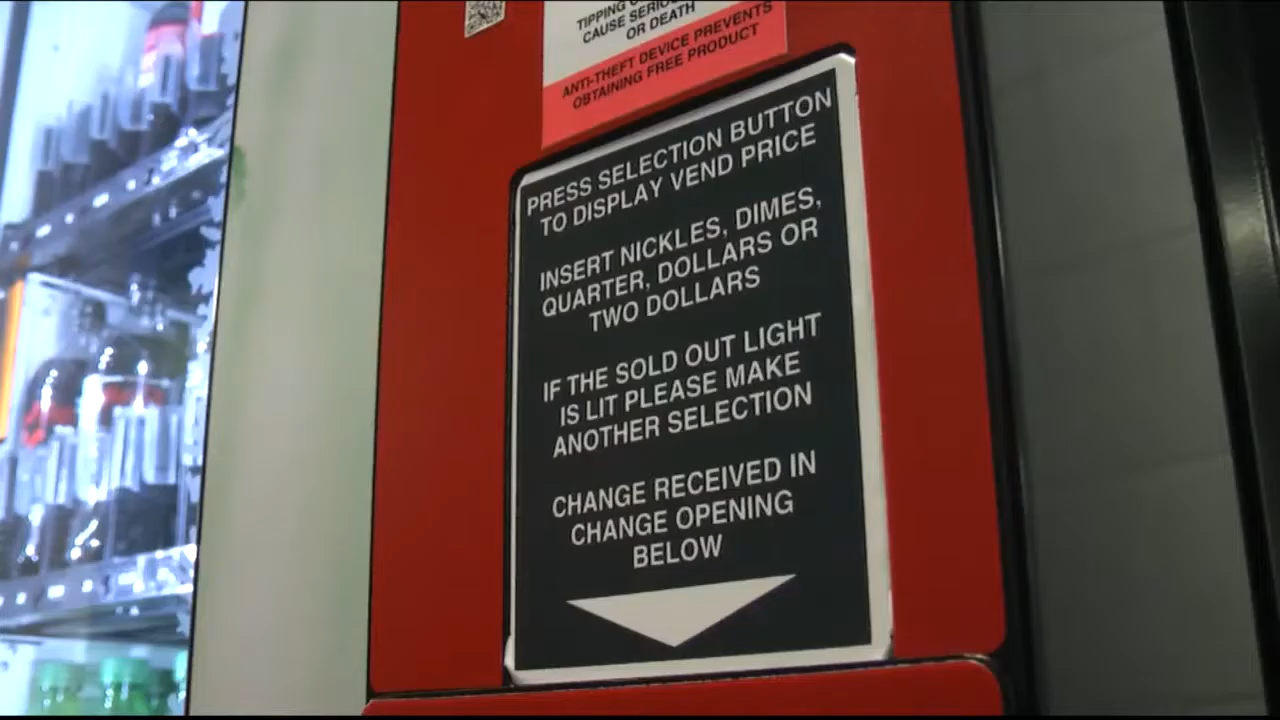 TIPPING
CAUSE
OR DEATH
ANTI-THEFT DEVICE PREVENTS
OBTAINING FREE PRODUCT
PRESS SELECTION BUTTON
TO DISPLAY VEND PRICE
INSERT NICKLES, DIMES,
QUARTER, DOLLARS OR
TWO DOLLARS
IF THE SOLD OUT LIGHT
IS LIT PLEASE MAKE
ANOTHER SELECTION
CHANGE RECEIVED IN
CHANGE OPENING
BELOW